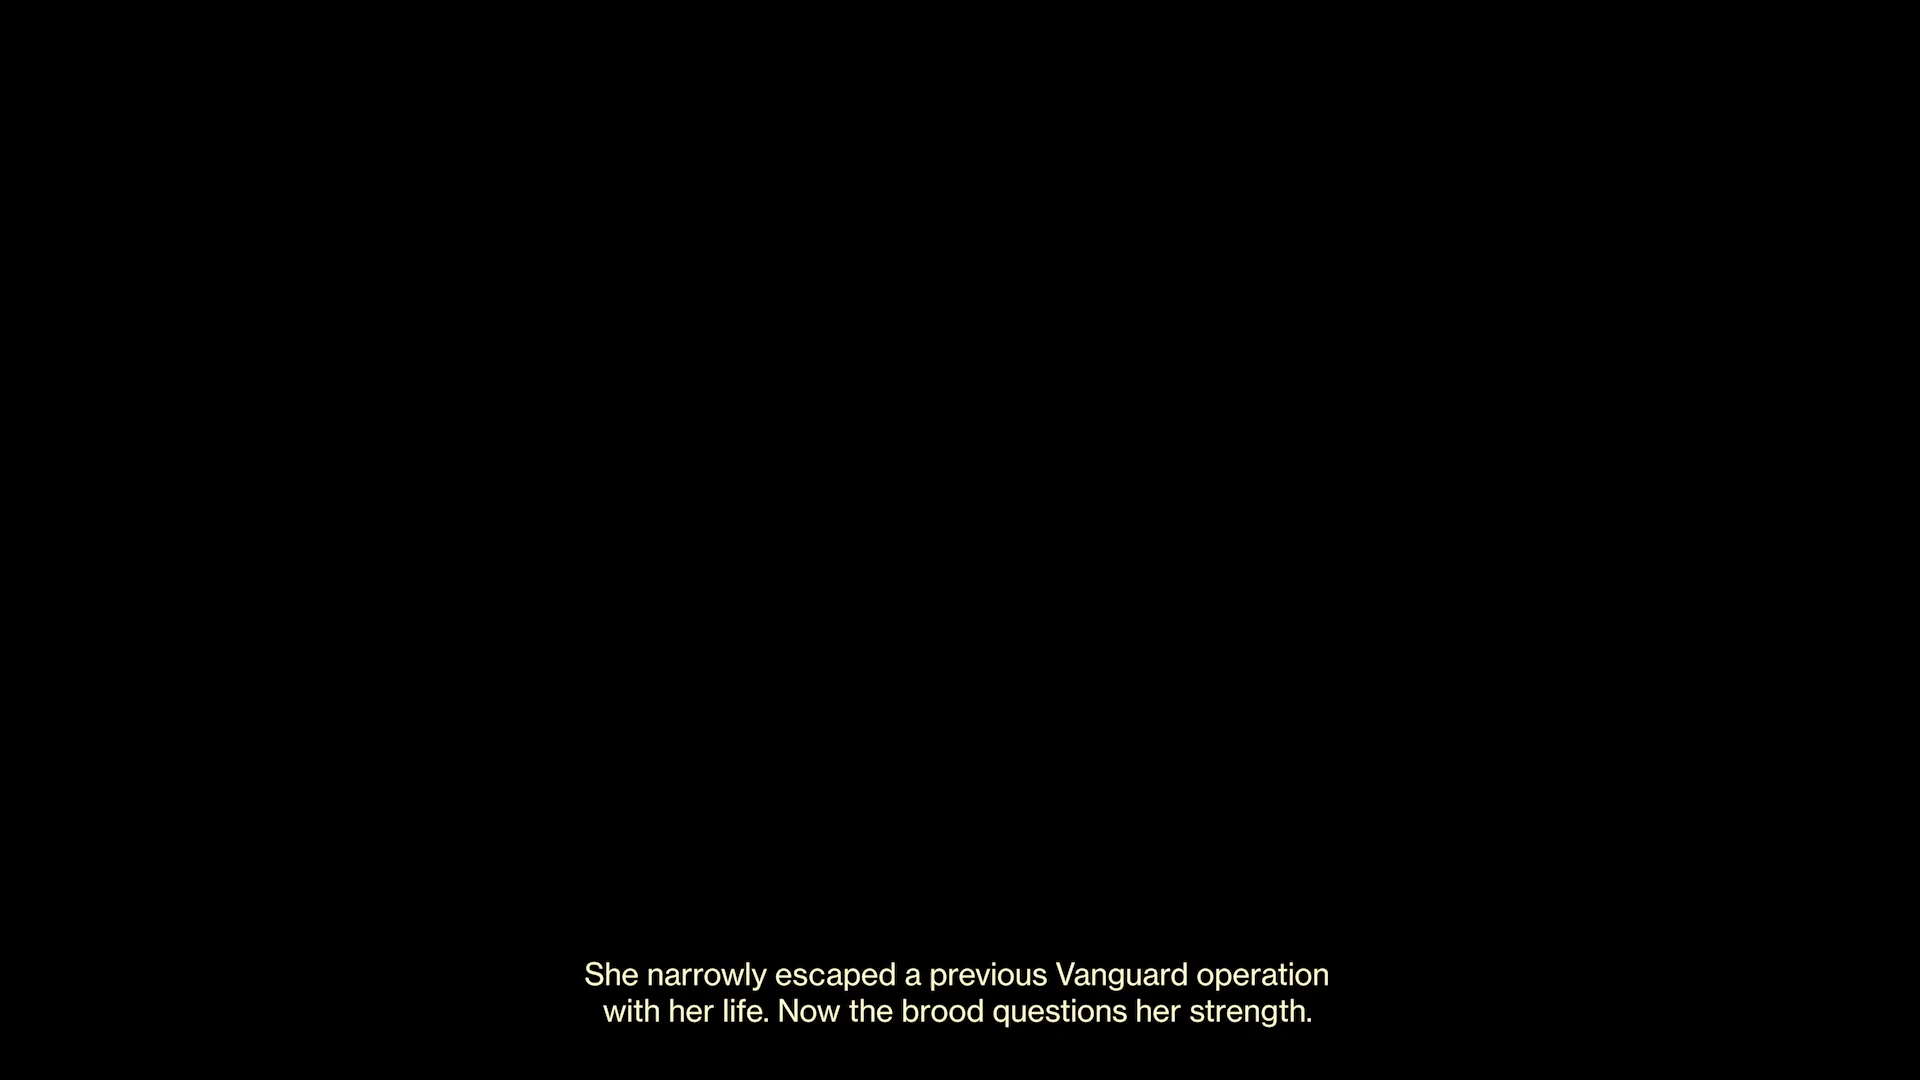 She narrowly escaped a previous Vanguard operation
with her life. Now the brood questions her strength.